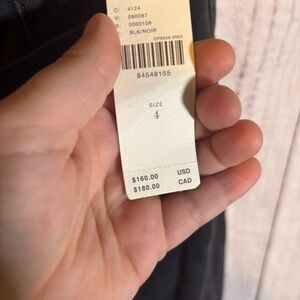 C: 4124
090097
0000108
BLK/NOIR
84548155
SIZE
4
$160.00 USD
$180.00 CAD